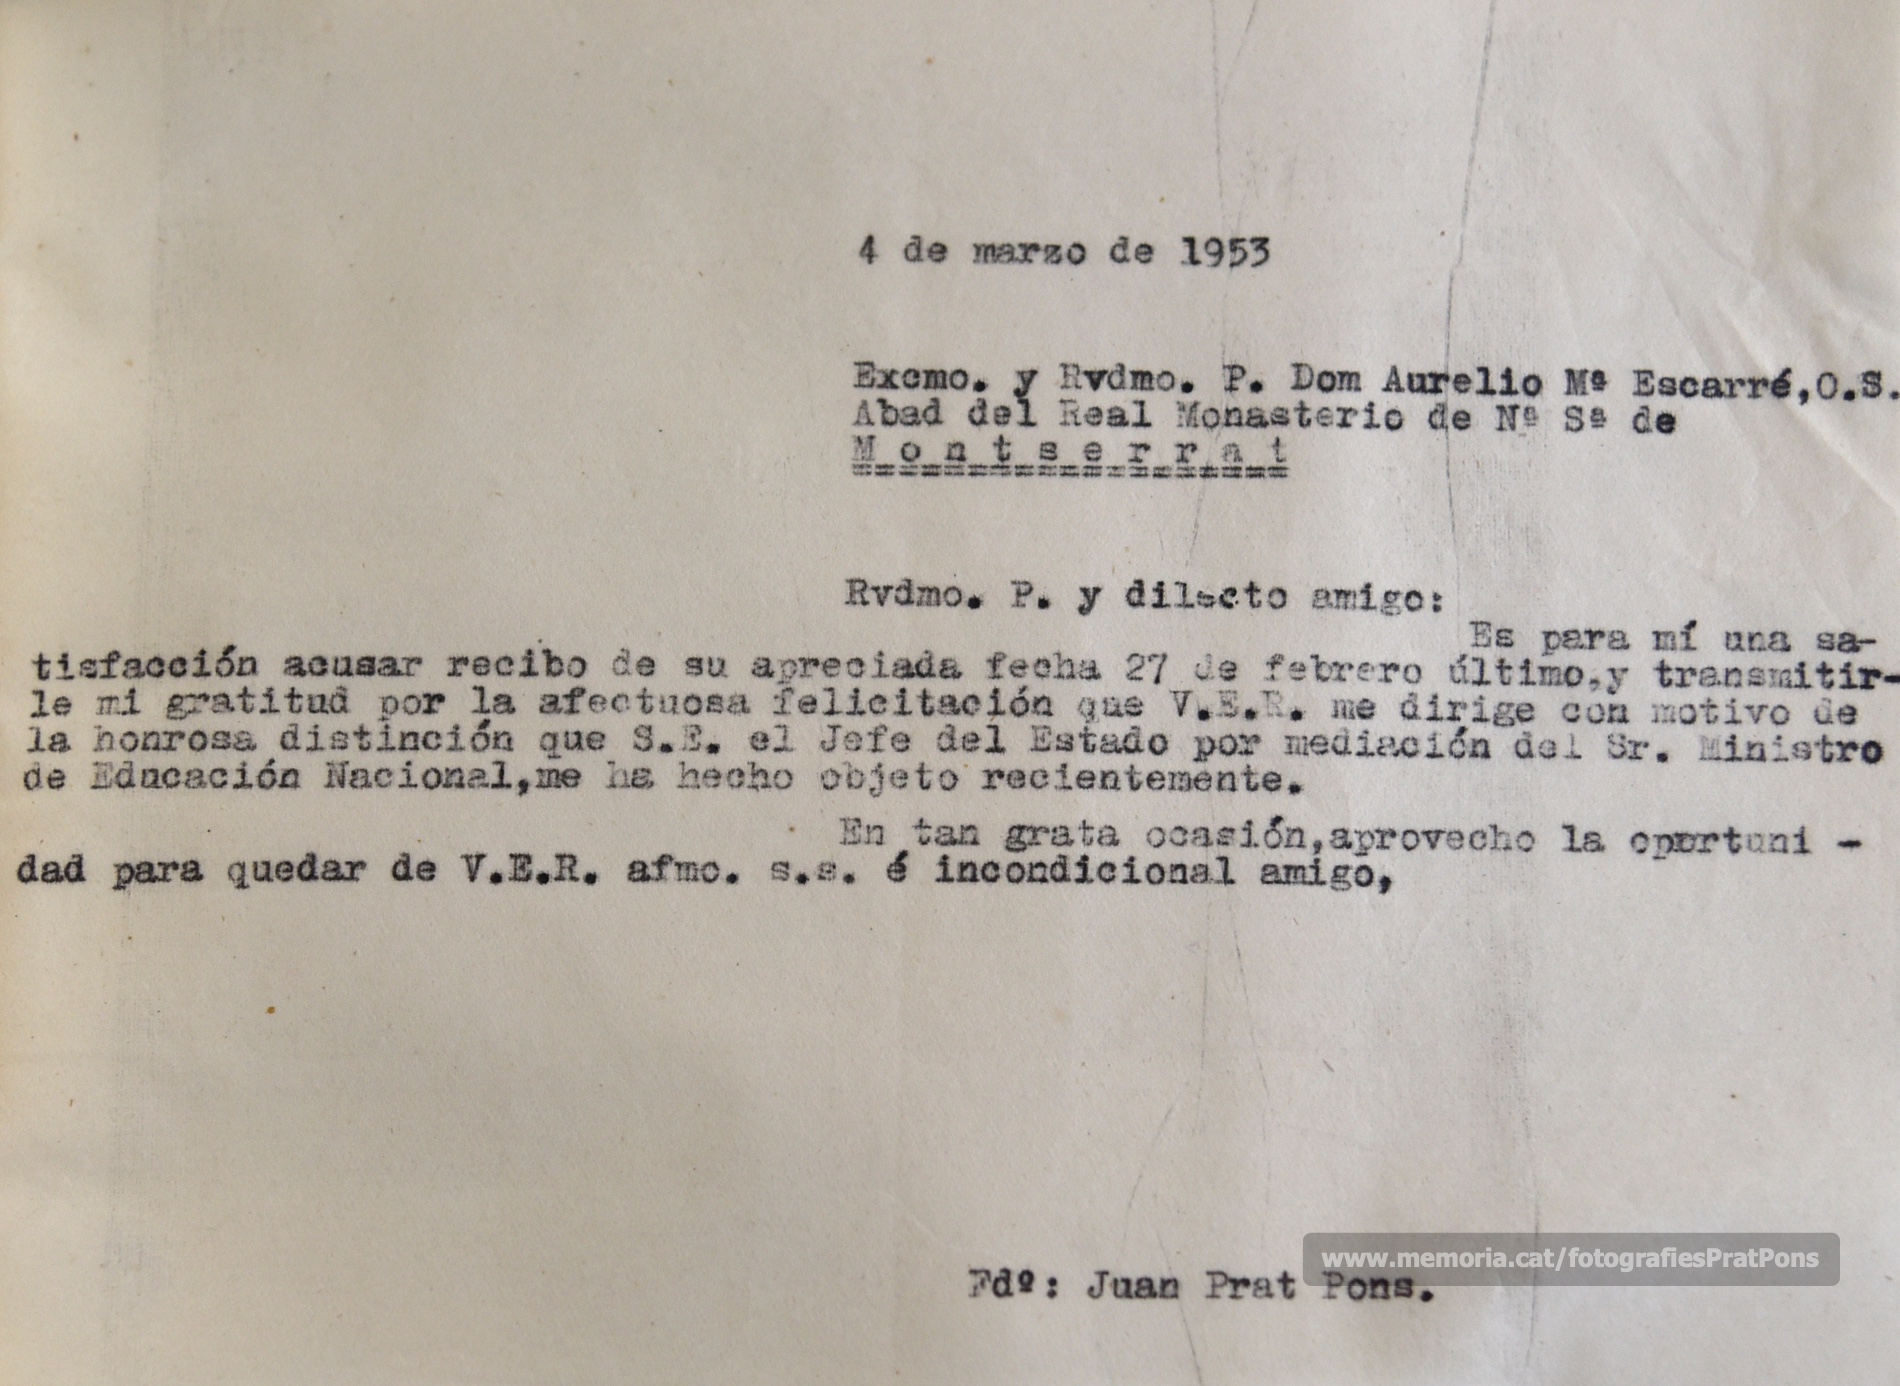 4 de marzo de 1953
Excmo. y Rvdmo. P. Dom Aurelio Mª Escarré,O.S.
Abad del Real Monasterio de Nª Sª de
M o n t s e r r a t
===================
Rvdmo. P. y dilecto amigo:
Es para mí una sa-
tisfacción acusar recibo de su apreciada fecha 27 de febrero último,y transmitir-
le mi gratitud por la afectuosa felicitación que V.E.R. me dirige con motivo de
la honrosa distinción que S.E. el Jefe del Estado por mediación del Sr. Ministro
de Educación Nacional,me ha hecho objeto recientemente.
En tan grata ocasión,aprovecho la oportuni -
dad para quedar de V.E.R. afmo. s.s. é incondicional amigo,
www.memoria.cat/fotografiesPratPons
Fdº: Juan Prat Pons.